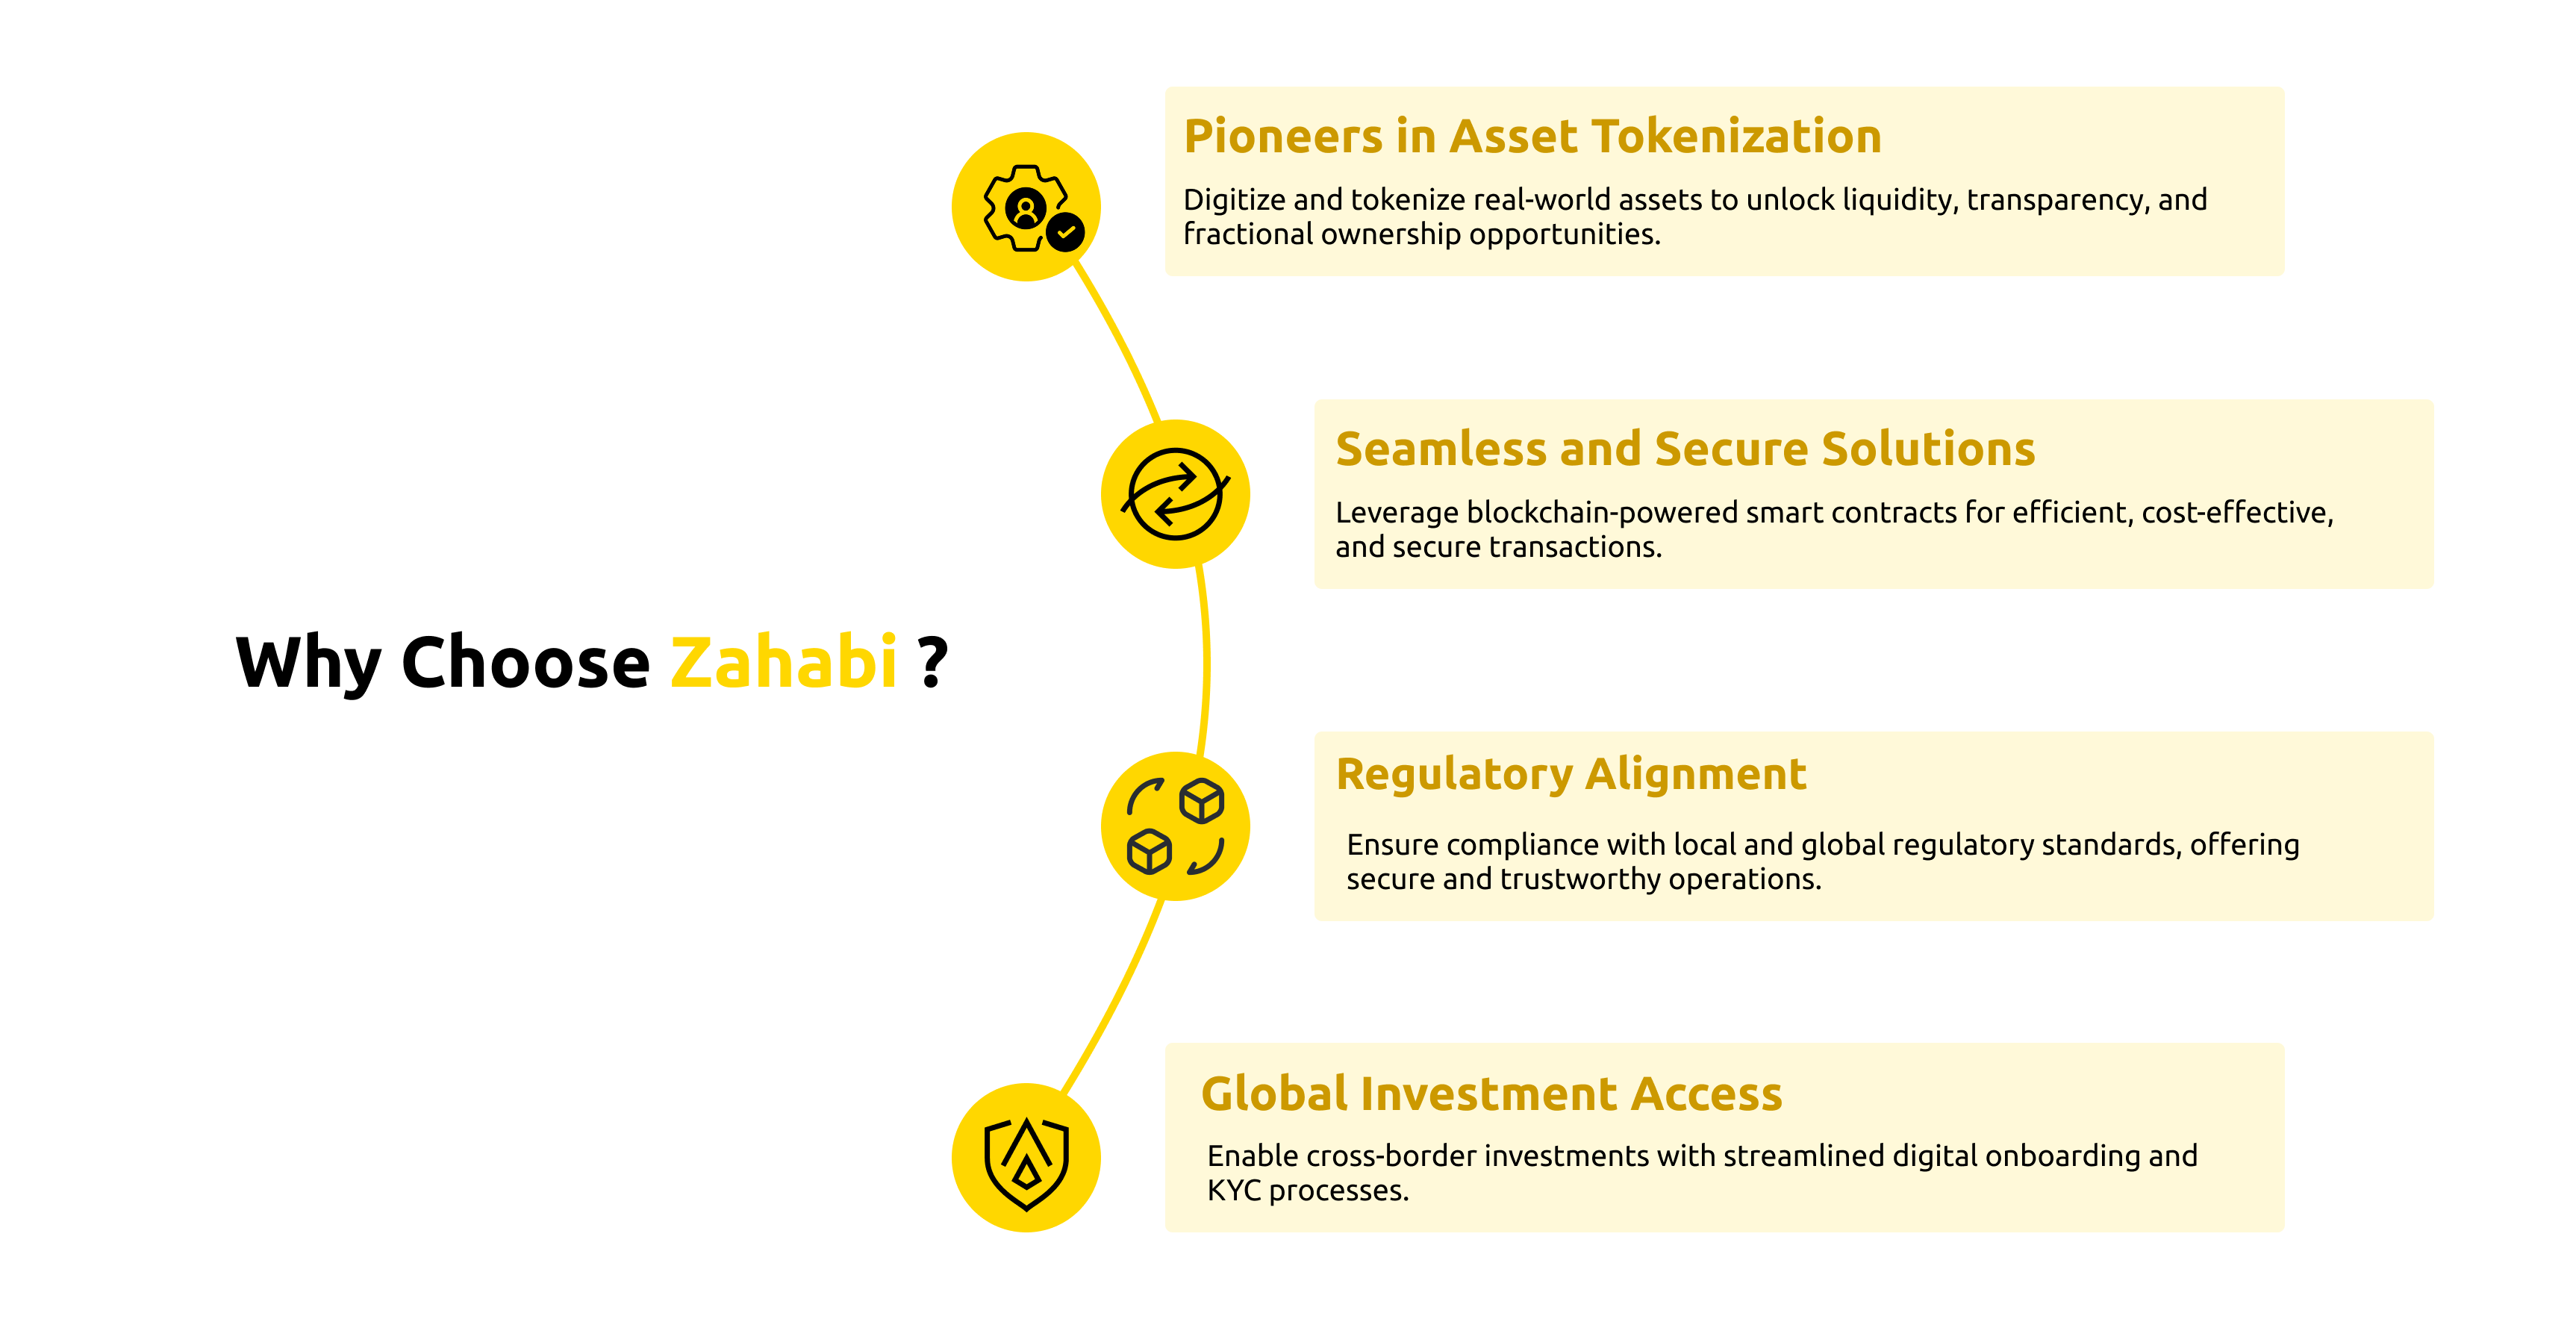 Pioneers in Asset Tokenization
Digitize and tokenize real-world assets to unlock liquidity, transparency, and
fractional ownership opportunities.
Seamless and Secure Solutions
Leverage blockchain-powered smart contracts for efficient, cost-effective,
and secure transactions.
Why Choose Zahabi ?
Regulatory Alignment
Ensure compliance with local and global regulatory standards, offering
secure and trustworthy operations.
Global Investment Access
Enable cross-border investments with streamlined digital onboarding and
KYC processes.